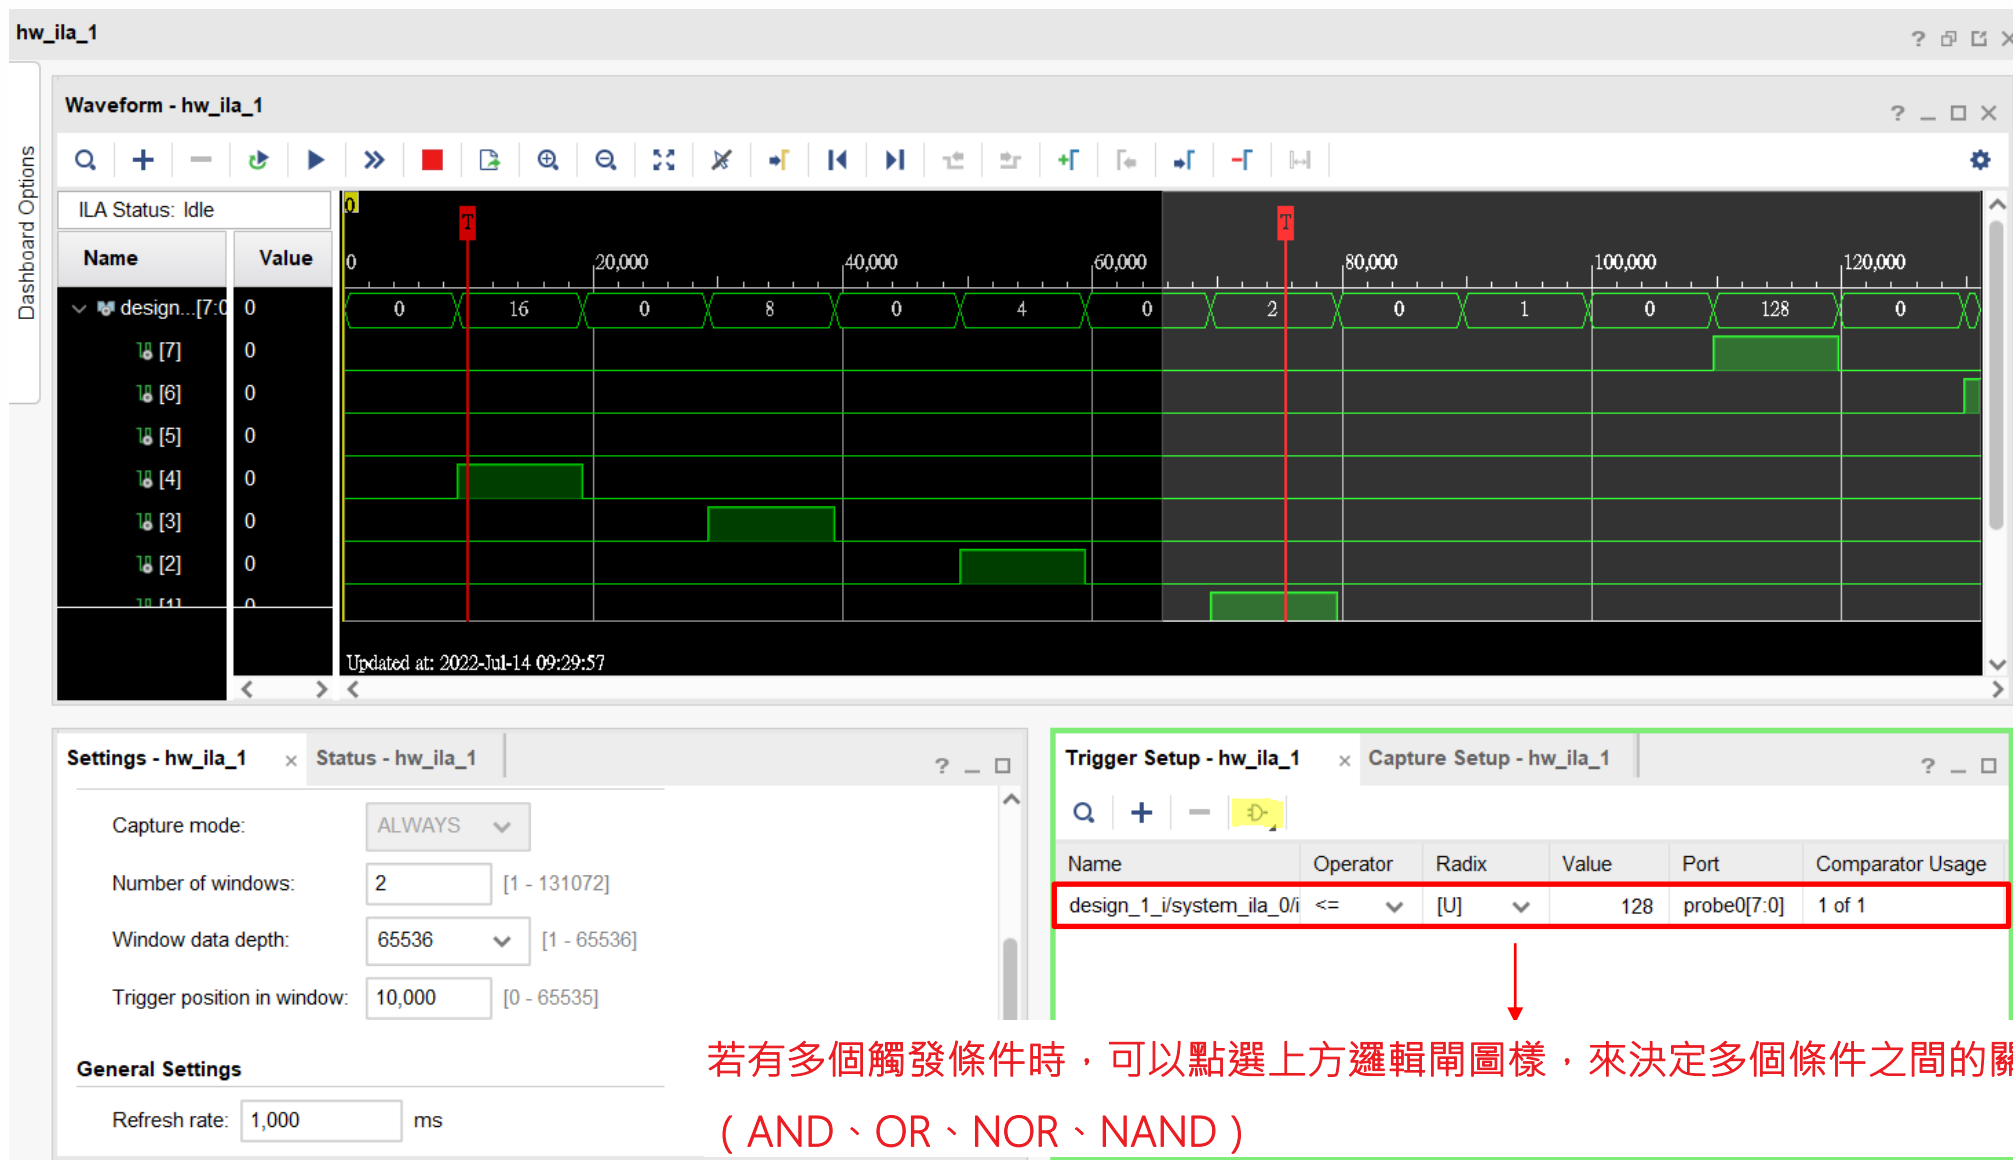 hw_ila_1
Dashboard Options
Waveform - hw_ila_1
ILA Status: Idle
Name Value
0
T T
0 20,000 40,000 60,000 80,000 100,000 120,000
design...[7:0 0
0 16 0 8 0 4 0 2 0 1 0 128 0
[7] 0
[6] 0
[5] 0
[4] 0
[3] 0
[2] 0
[1] 0
Updated at: 2022-Jul-14 09:29:57
Settings - hw_ila_1 Status - hw_ila_1
Capture mode: ALWAYS
Number of windows: 2 [1 - 131072]
Window data depth: 65536 [1 - 65536]
Trigger position in window: 10,000 [0 - 65535]
General Settings
Refresh rate: 1,000 ms
Trigger Setup - hw_ila_1 Capture Setup - hw_ila_1
Name Operator Radix Value Port Comparator Usage
design_1_i/system_ila_0/i <= [U] 128 probe0[7:0] 1 of 1
若有多個觸發條件時，可以點選上方邏輯閘圖樣，來決定多個條件之間的關
（AND、OR、NOR、NAND）